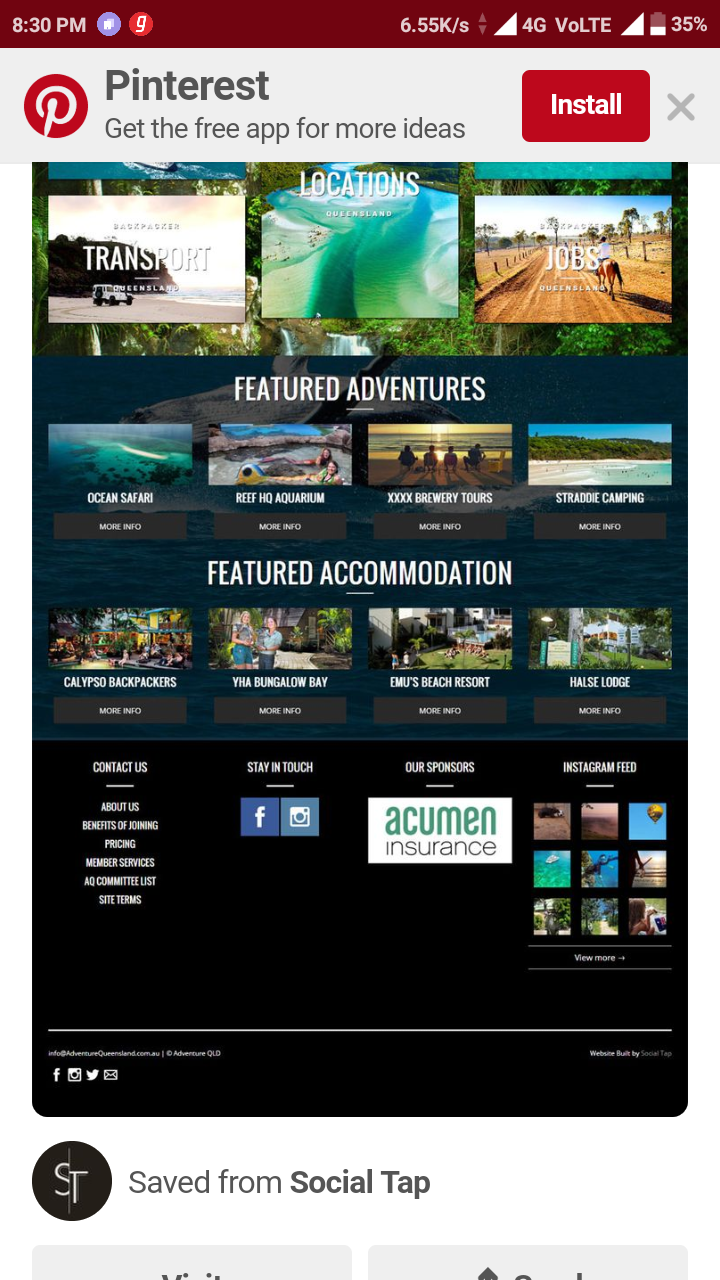 8:30 PM 6.55K/s 4G VoLTE 35%
Pinterest
Get the free app for more ideas
Install
LOCATIONS
QUEENSLAND
BACKPACKER
TRANSPORT
QUEENSLAND
BACKPACKER
JOBS
QUEENSLAND
FEATURED ADVENTURES
OCEAN SAFARI REEF HQ AQUARIUM XXXX BREWERY TOURS STRADDIE CAMPING
MORE INFO MORE INFO MORE INFO MORE INFO
FEATURED ACCOMMODATION
CALYPSO BACKPACKERS YHA BUNGALOW BAY EMU'S BEACH RESORT HALSE LODGE
MORE INFO MORE INFO MORE INFO MORE INFO
CONTACT US
ABOUT US
BENEFITS OF JOINING
PRICING
MEMBER SERVICES
AQ COMMITTEE LIST
SITE TERMS
STAY IN TOUCH
OUR SPONSORS
acumen
insurance
INSTAGRAM FEED
View more →
info@AdventureQueensland.com.au | © Adventure QLD
Website Built by Social Tap
ST
Saved from Social Tap